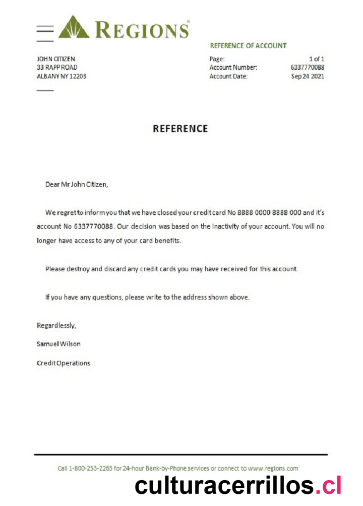 REGIONS
REFERENCE OF ACCOUNT
JOHN CITIZEN
33 RAPP ROAD
ALBANY NY 12203
Page: 1 of 1
Account Number: 6337770088
Account Date: Sep 24 2021
REFERENCE
Dear Mr John Citizen,
We regret to inform you that we have closed your credit card No 8888 0000 8888 000 and it's
account No 6337770088. Our decision was based on the inactivity of your account. You will no
longer have access to any of your card benefits.
Please destroy and discard any credit cards you may have received for this account.
If you have any questions, please write to the address shown above.
Regardlessly,
Samuel Wilson
Credit Operations
Call 1-800-253-2265 for 24-hour Bank-by-Phone services or connect to www.regions.com
culturacerrillos.cl